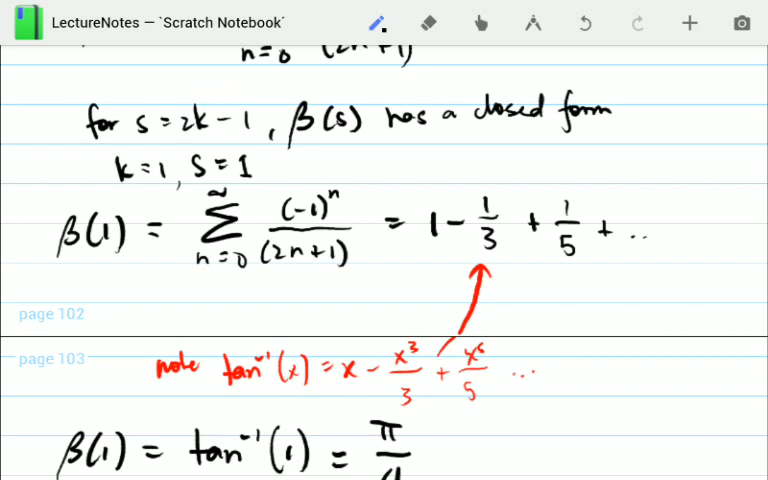 LectureNotes — `Scratch Notebook´
n=0 (2n+1)
for s = 2k-1, β(s) has a closed form
k=1, S=1
β(1) = ∑_{n=0}^{∞} (-1)^n / (2n+1) = 1 - 1/3 + 1/5 + ..
page 102
page 103
note tan⁻¹(x) = x - x³/3 + x⁵/5 ...
β(1) = tan⁻¹(1) = π/4